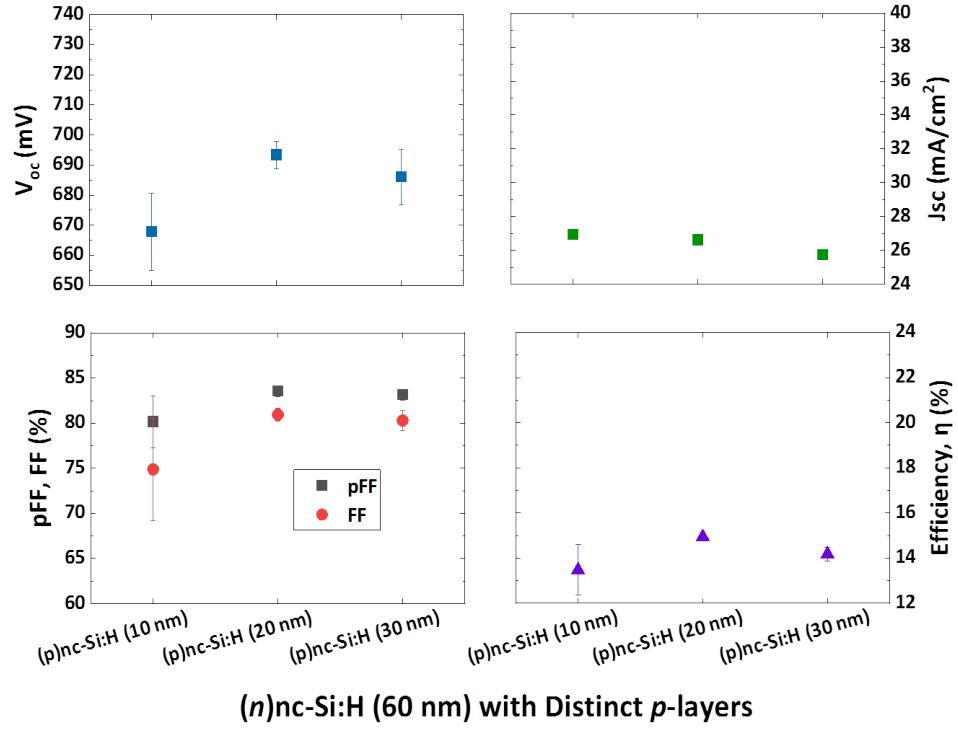 740
730
720
710
700
690
680
670
660
650
V_oc (mV)
40
38
36
34
32
30
28
26
24
Jsc (mA/cm²)
90
85
80
75
70
65
60
pFF, FF (%)
pFF
FF
24
22
20
18
16
14
12
Efficiency, η (%)
(p)nc-Si:H (10 nm)
(p)nc-Si:H (20 nm)
(p)nc-Si:H (30 nm)
(p)nc-Si:H (10 nm)
(p)nc-Si:H (20 nm)
(p)nc-Si:H (30 nm)
(n)nc-Si:H (60 nm) with Distinct p-layers